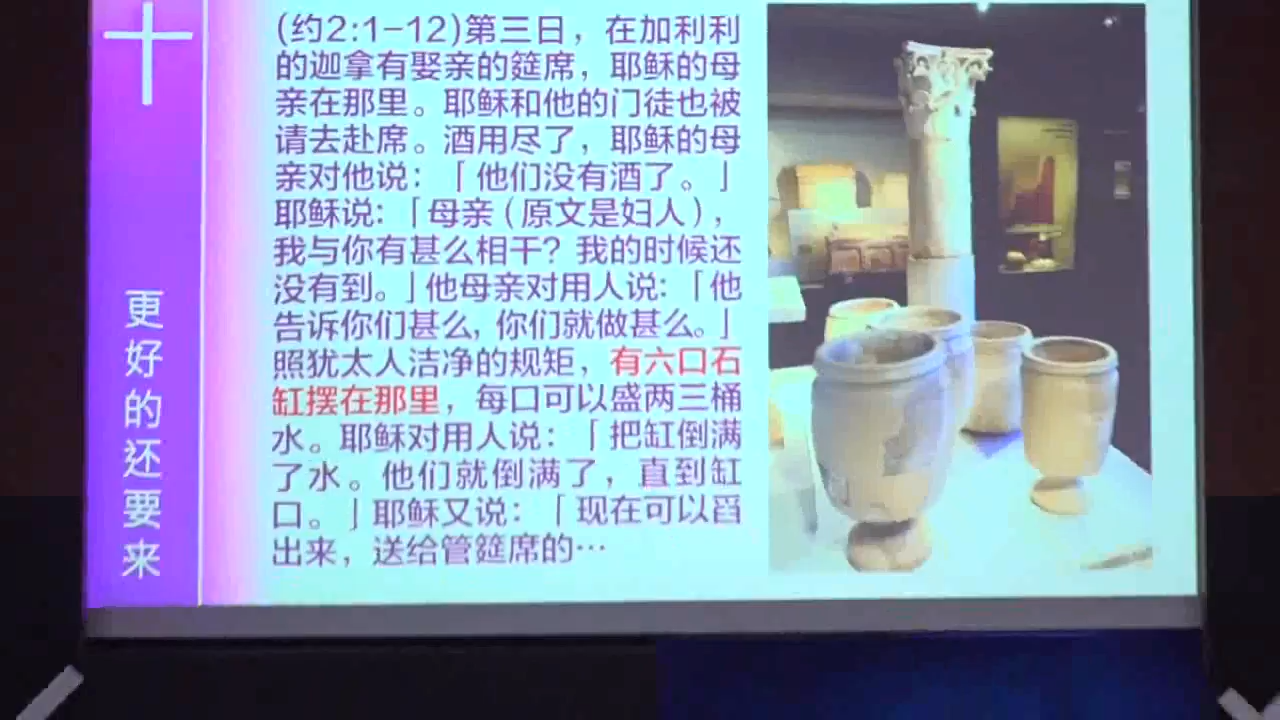 更好的还要来
(约2:1-12)第三日，在加利利
的迦拿有娶亲的筵席，耶稣的母
亲在那里。耶稣和他的门徒也被
请去赴席。酒用尽了，耶稣的母
亲对他说：「他们没有酒了。」
耶稣说：「母亲（原文是妇人），
我与你有甚么相干？我的时候还
没有到。」他母亲对用人说：「他
告诉你们甚么，你们就做甚么。」
照犹太人洁净的规矩，有六口石
缸摆在那里，每口可以盛两三桶
水。耶稣对用人说：「把缸倒满
了水。他们就倒满了，直到缸
口。」耶稣又说：「现在可以舀
出来，送给管筵席的…